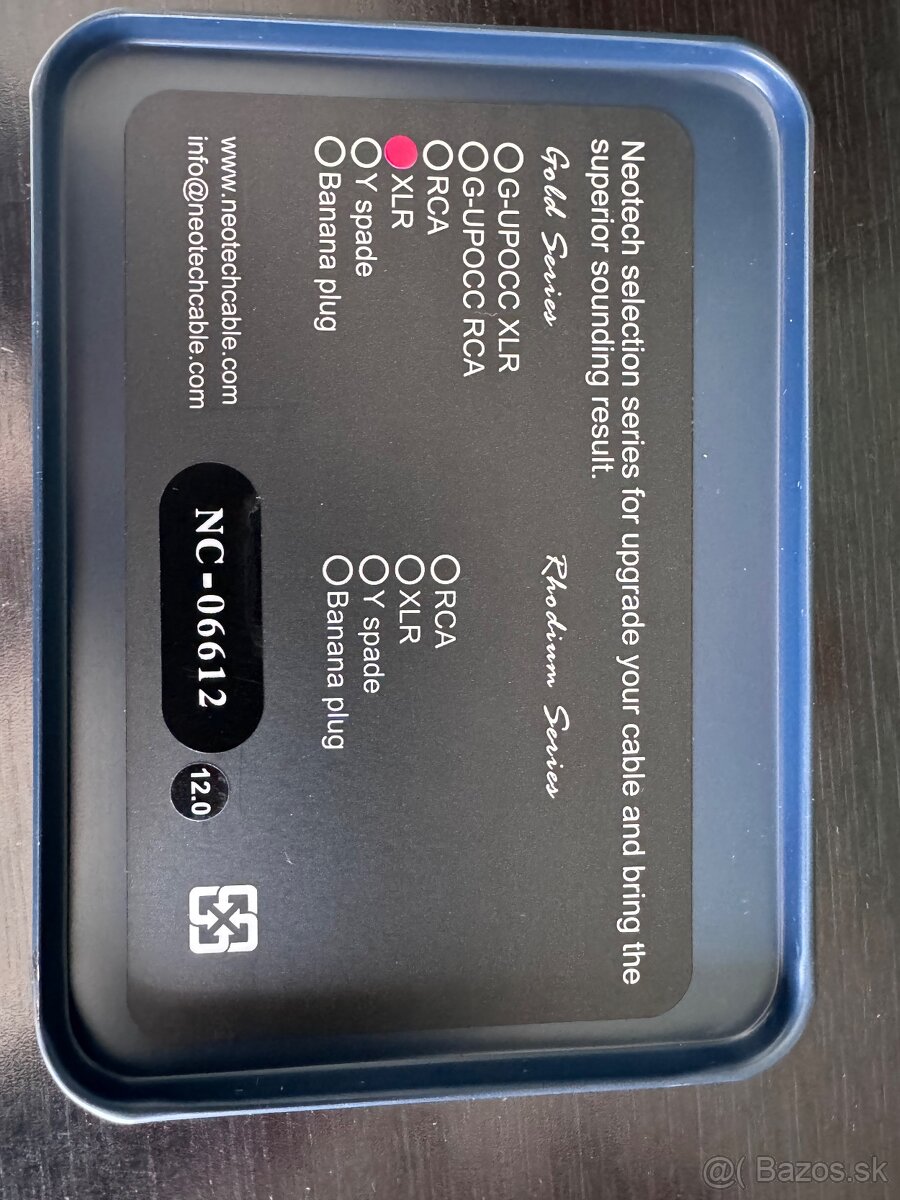 Neotech selection series for upgrade your cable and bring the
superior sounding result.
Gold Series
○G-UPOCC XLR
○G-UPOCC RCA
○RCA
●XLR
○Y spade
○Banana plug
Rhodium Series
○RCA
○XLR
○Y spade
○Banana plug
www.neotechcable.com
info@neotechcable.com
NC-06612
12.0
@( Bazos.sk